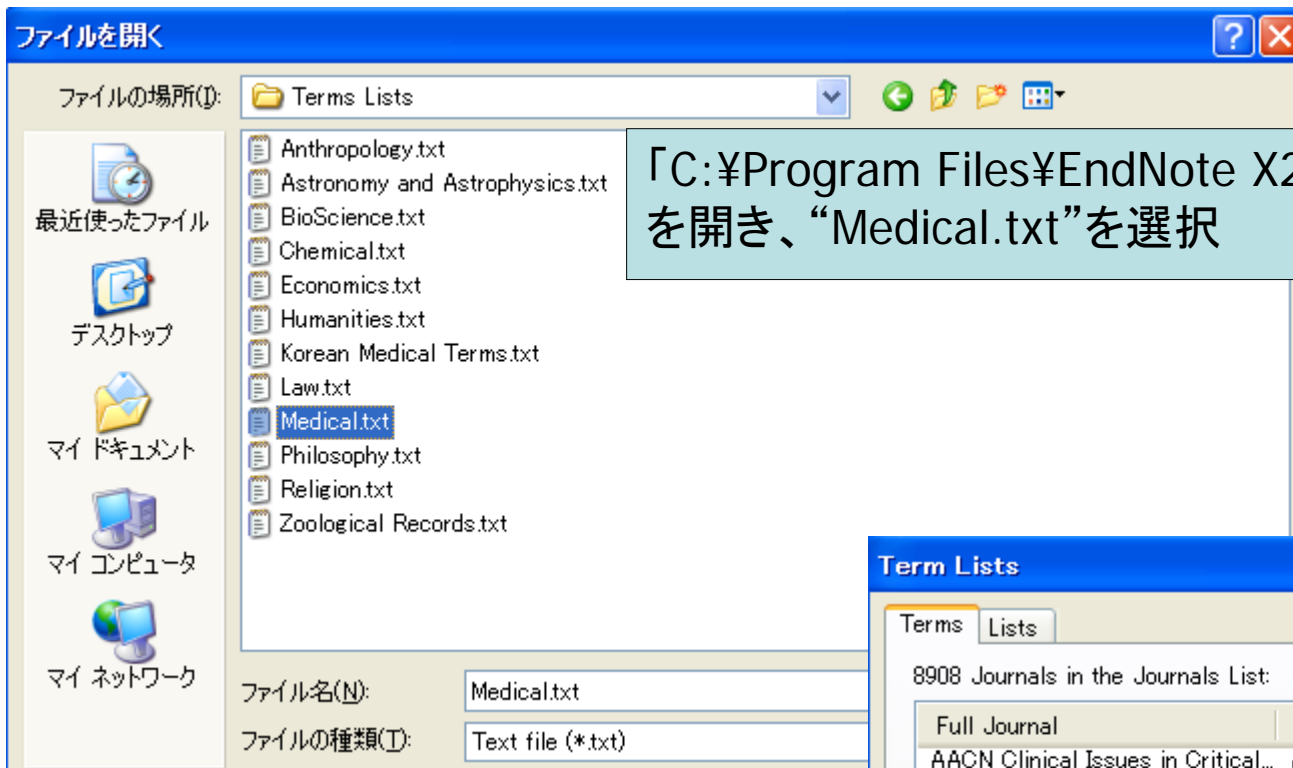 ファイルを開く
ファイルの場所(I):
Terms Lists
最近使ったファイル
デスクトップ
マイ ドキュメント
マイ コンピュータ
マイ ネットワーク
Anthropology.txt
Astronomy and Astrophysics.txt
BioScience.txt
Chemical.txt
Economics.txt
Humanities.txt
Korean Medical Terms.txt
Law.txt
Medical.txt
Philosophy.txt
Religion.txt
Zoological Records.txt
「C:¥Program Files¥EndNote X2
を開き、“Medical.txt”を選択
ファイル名(N):
Medical.txt
ファイルの種類(T):
Text file (*.txt)
Term Lists
Terms
Lists
8908 Journals in the Journals List:
Full Journal
AACN Clinical Issues in Critical...